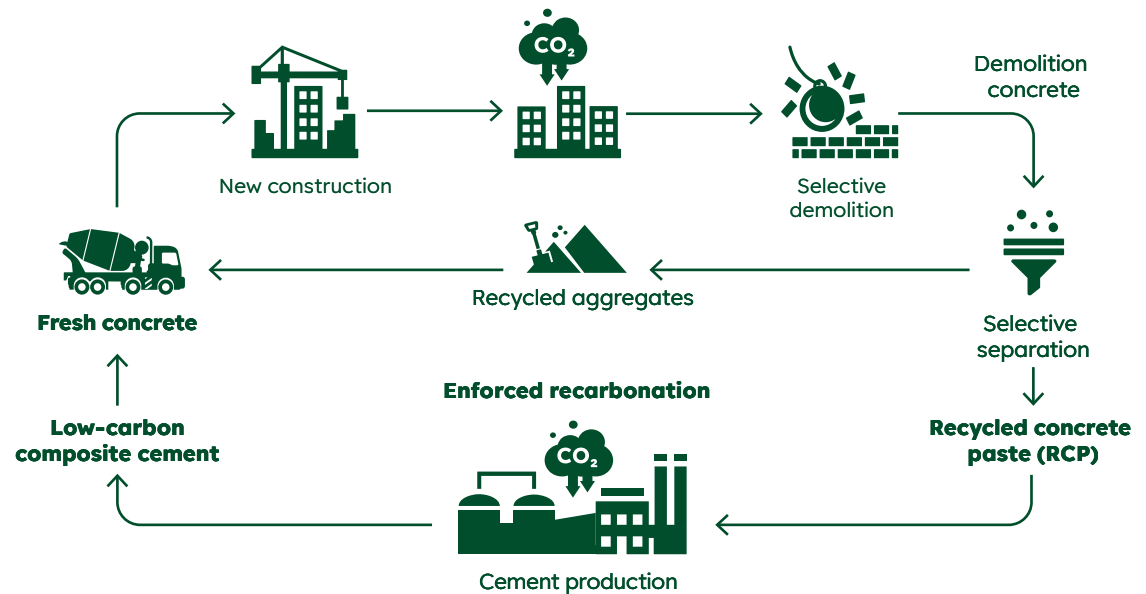 CO₂
Demolition
concrete
New construction
Selective
demolition
Recycled aggregates
Fresh concrete
Selective
separation
Enforced recarbonation
Low-carbon
composite cement
Recycled concrete
paste (RCP)
CO₂
Cement production